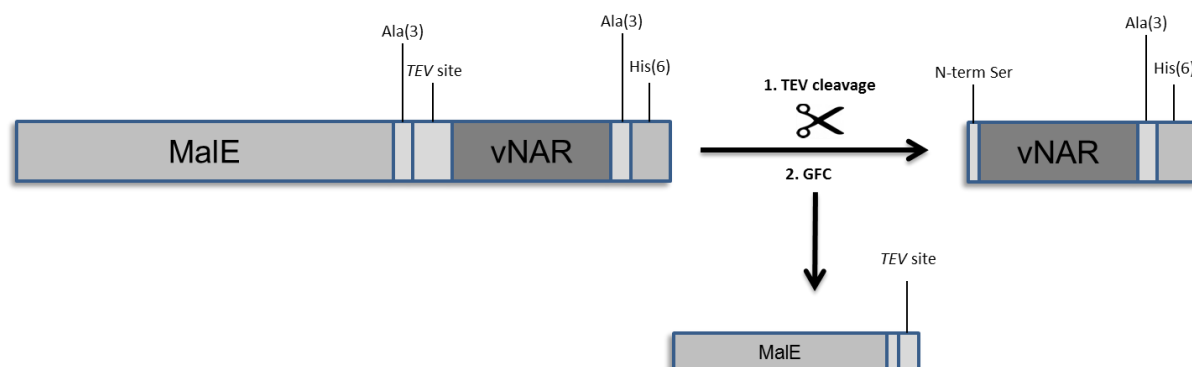 Ala(3)
TEV site
Ala(3)
His(6)
MalE
vNAR
1. TEV cleavage
2. GFC
N-term Ser
Ala(3)
His(6)
vNAR
TEV site
MalE